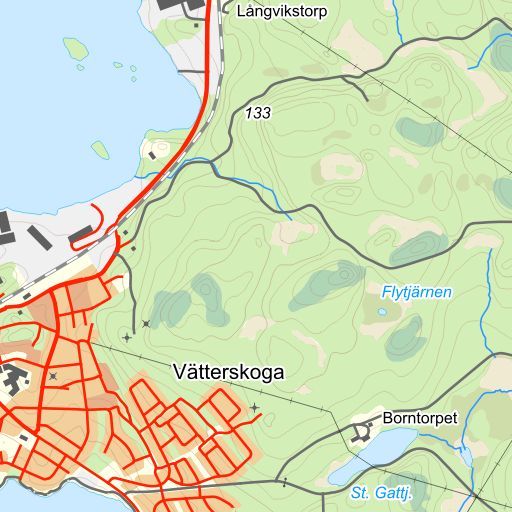 Långvikstorp
133
Flytjärnen
Vätterskoga
Borntorpet
St. Gattj.